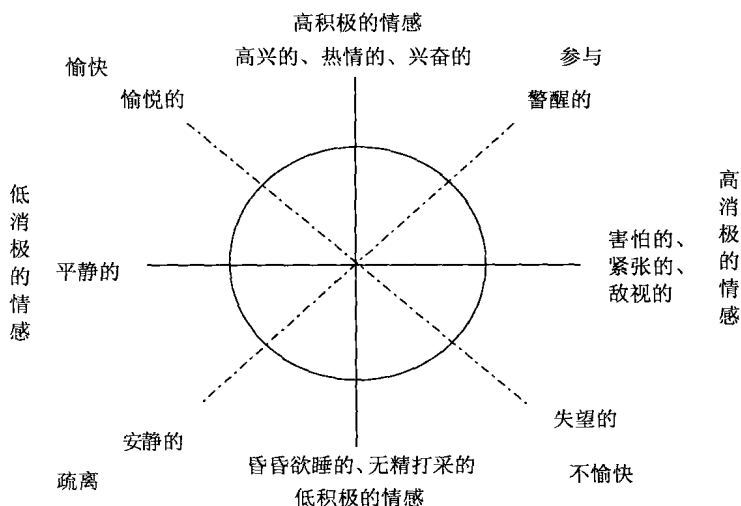 高积极的情感
愉快
高兴的、热情的、兴奋的
参与
愉悦的
警醒的
低消极的情感
高消极的情感
平静的
害怕的、
紧张的、
敌视的
安静的
失望的
昏昏欲睡的、无精打采的
疏离
不愉快
低积极的情感